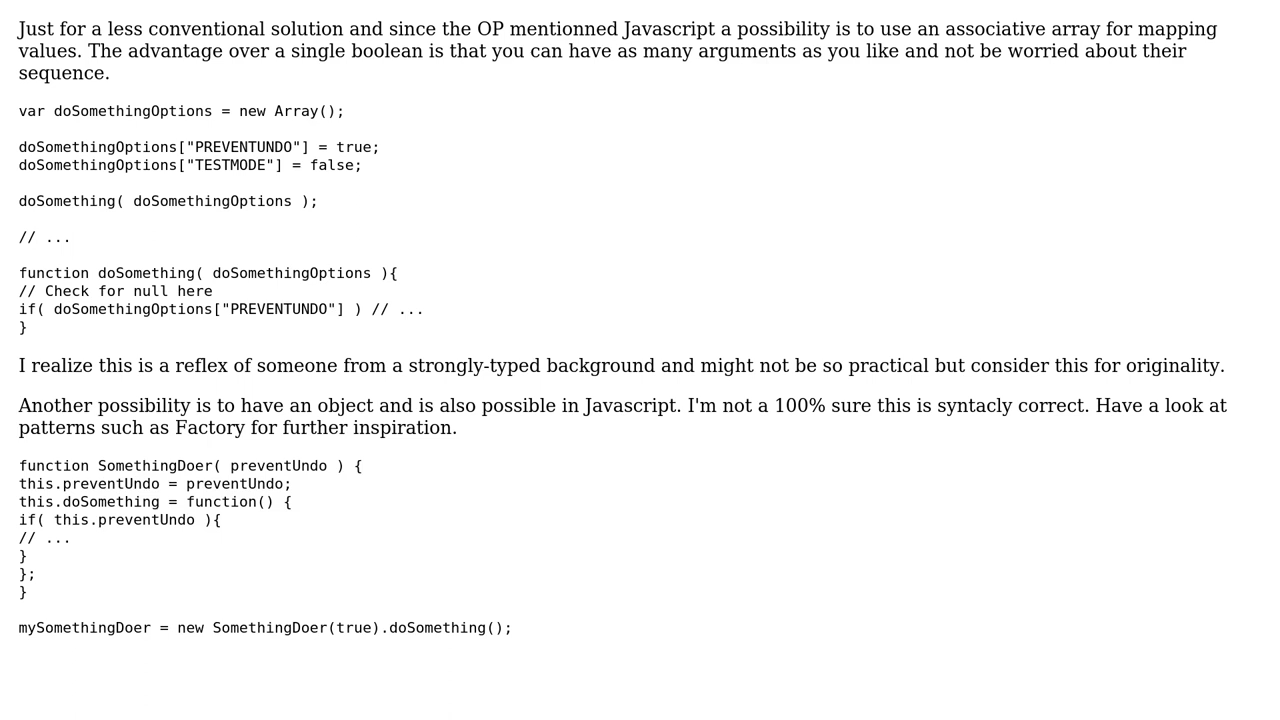 Just for a less conventional solution and since the OP mentionned Javascript a possibility is to use an associative array for mapping
values. The advantage over a single boolean is that you can have as many arguments as you like and not be worried about their
sequence.
var doSomethingOptions = new Array();
doSomethingOptions["PREVENTUNDO"] = true;
doSomethingOptions["TESTMODE"] = false;
doSomething( doSomethingOptions );
// ...
function doSomething( doSomethingOptions ){
// Check for null here
if( doSomethingOptions["PREVENTUNDO"] ) // ...
}
I realize this is a reflex of someone from a strongly-typed background and might not be so practical but consider this for originality.
Another possibility is to have an object and is also possible in Javascript. I'm not a 100% sure this is syntacly correct. Have a look at
patterns such as Factory for further inspiration.
function SomethingDoer( preventUndo ) {
this.preventUndo = preventUndo;
this.doSomething = function() {
if( this.preventUndo ){
// ...
}
};
}
mySomethingDoer = new SomethingDoer(true).doSomething();